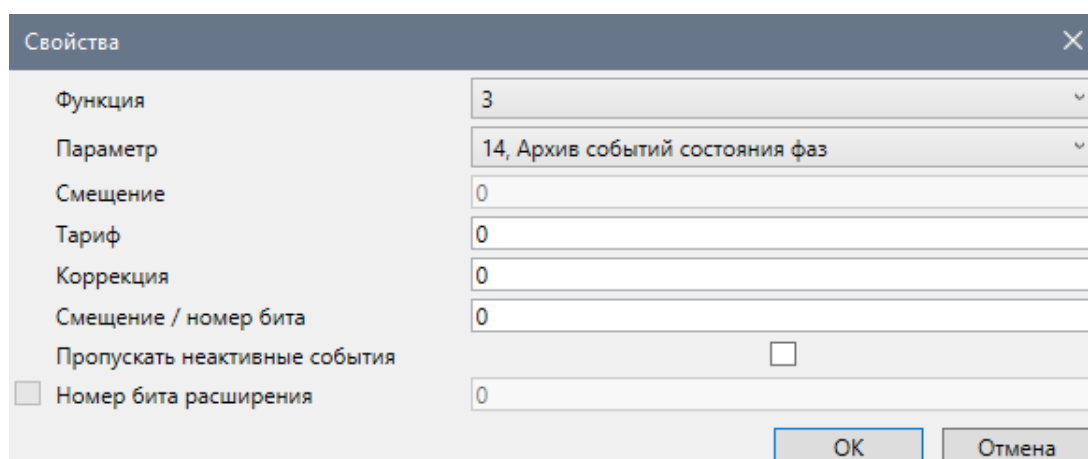 Свойства
Функция 3
Параметр 14, Архив событий состояния фаз
Смещение 0
Тариф 0
Коррекция 0
Смещение / номер бита 0
Пропускать неактивные события
Номер бита расширения 0
OK Отмена